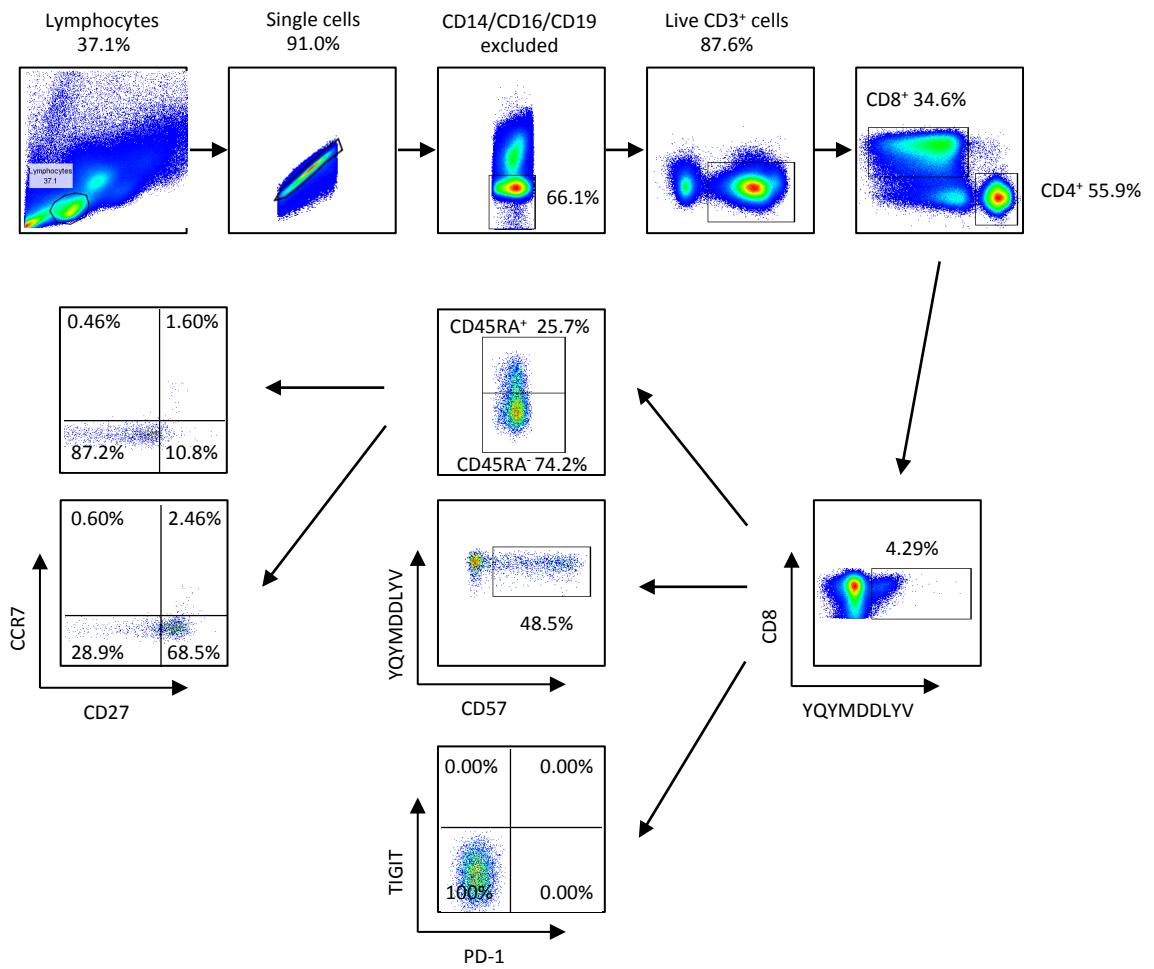 Lymphocytes
37.1%
Single cells
91.0%
CD14/CD16/CD19
excluded
Live CD3⁺ cells
87.6%
Lymphocytes
37.1
66.1%
CD8⁺ 34.6%
CD4⁺ 55.9%
0.46%
1.60%
87.2%
10.8%
CD45RA⁺ 25.7%
CD45RA⁻ 74.2%
0.60%
2.46%
28.9%
68.5%
CCR7
CD27
48.5%
YQYMDDLYV
CD57
4.29%
CD8
YQYMDDLYV
0.00%
0.00%
100%
0.00%
TIGIT
PD-1